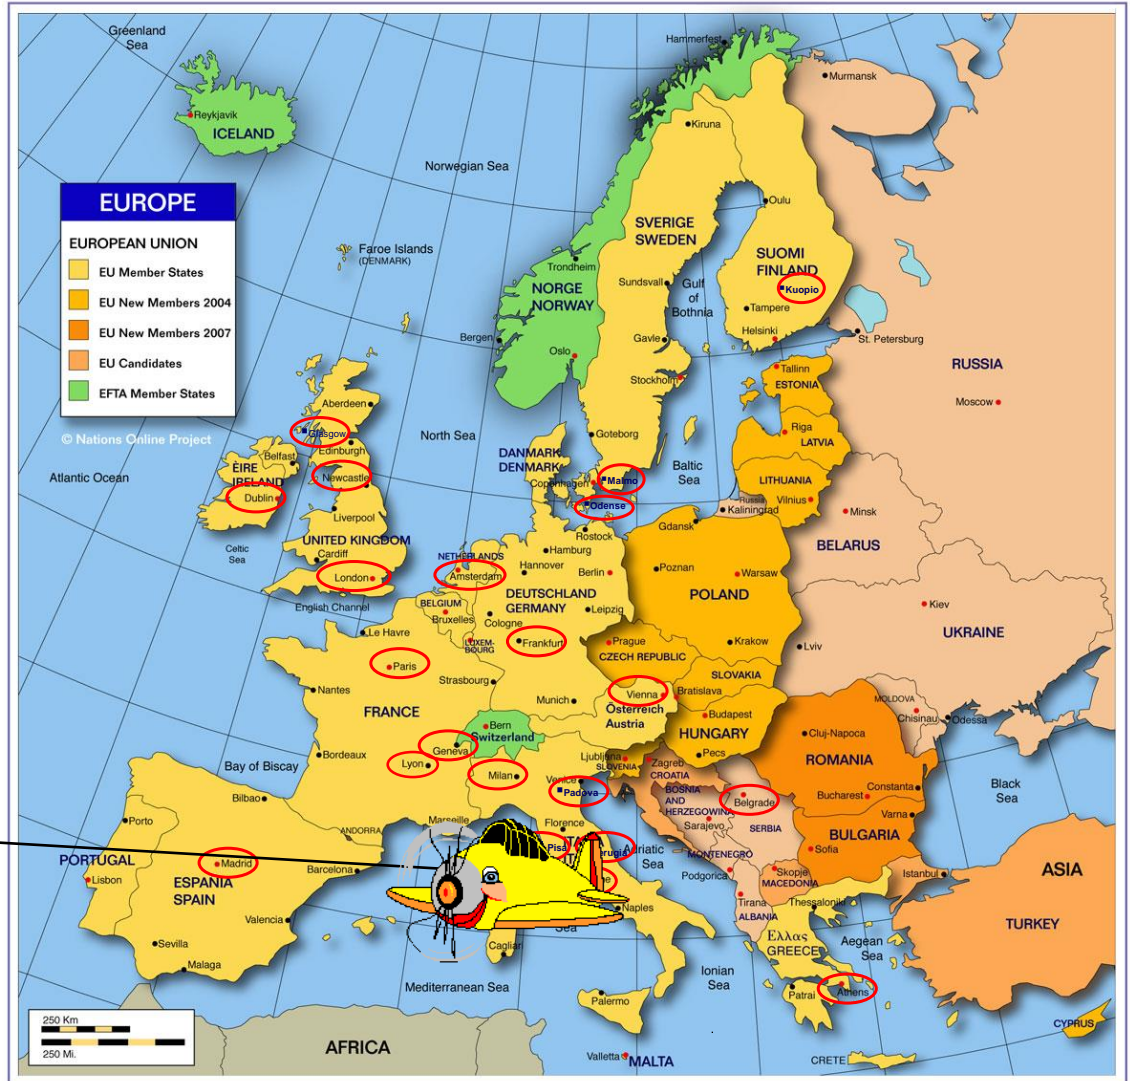 Greenland
Sea
Hammerfest
Murmansk
Reykjavik
ICELAND
Kiruna
Norwegian Sea
EUROPE
EUROPEAN UNION
EU Member States
EU New Members 2004
EU New Members 2007
EU Candidates
EFTA Member States
© Nations Online Project
Faroe Islands
(DENMARK)
Oulu
SVERIGE
SWEDEN
SUOMI
FINLAND
Trondheim
NORGE
NORWAY
Sundsvall
Gulf
of
Bothnia
Kuopio
Tampere
Helsinki
St. Petersburg
Bergen
Gavle
Oslo
Stockholm
RUSSIA
Moscow
Tallinn
ESTONIA
Aberdeen
Glasgow
Edinburgh
North Sea
Goteborg
Riga
LATVIA
Atlantic Ocean
Belfast
ÈIRE
IRELAND
Newcastle
Dublin
DANMARK
DENMARK
Copenhagen
Malmo
Odense
Baltic
Sea
LITHUANIA
Vilnius
Russia
Kaliningrad
Minsk
Liverpool
Rostock
Gdansk
BELARUS
Celtic
Sea
UNITED KINGDOM
Cardiff
London
NETHERLANDS
Amsterdam
Hamburg
Hannover
Berlin
Poznan
Warsaw
POLAND
English Channel
BELGIUM
Bruxelles
DEUTSCHLAND
GERMANY
Leipzig
Cologne
Kiev
UKRAINE
Le Havre
LUXEM-
BOURG
Frankfurt
Prague
CZECH REPUBLIC
Krakow
Lviv
Paris
Strasbourg
SLOVAKIA
Nantes
Munich
Vienna
Bratislava
MOLDOVA
Chisinau
Odessa
FRANCE
Österreich
Austria
Budapest
HUNGARY
Bern
Switzerland
Geneva
Cluj-Napoca
Bordeaux
Lyon
Ljubljana
SLOVENIA
Zagreb
CROATIA
Pecs
ROMANIA
Bay of Biscay
Milan
Venice
Padova
BOSNIA
AND
HERZEGOWINA
Belgrade
Bucharest
Constanta
Black
Sea
Bilbao
Porto
Marseille
Florence
Sarajevo
SERBIA
Varna
BULGARIA
ANDORRA
Pisa
Adriatic
Sea
MONTENEGRO
Sofia
PORTUGAL
Lisbon
Madrid
Barcelona
Podgorica
Skopje
MACEDONIA
Istanbul
ASIA
ESPANIA
SPAIN
Naples
Tirana
ALBANIA
Thessaloniki
Valencia
TURKEY
Sevilla
Malaga
Cagliari
Sea
Ελλας
GREECE
Aegean
Sea
Mediterranean Sea
Ionian
Sea
Palermo
Patrai
Athens
250 Km
250 Mi.
AFRICA
Valletta
MALTA
CRETE
CYPRUS